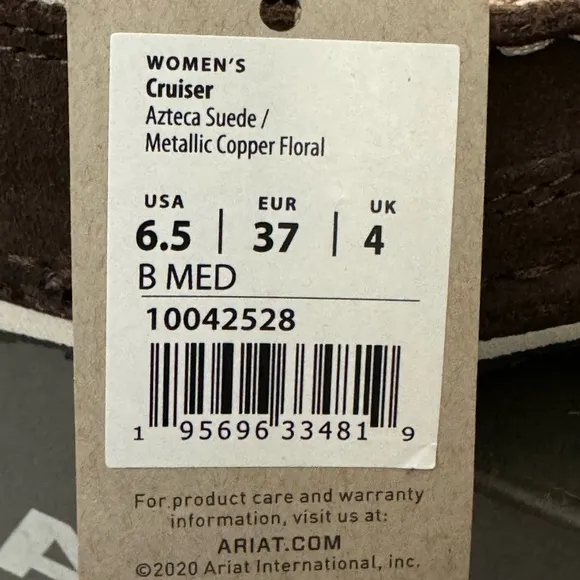 WOMEN'S
Cruiser
Azteca Suede /
Metallic Copper Floral
USA | EUR | UK
6.5 | 37 | 4
B MED
10042528
1 95696 33481 9
For product care and warranty
information, visit us at:
ARIAT.COM
©2020 Ariat International, inc.